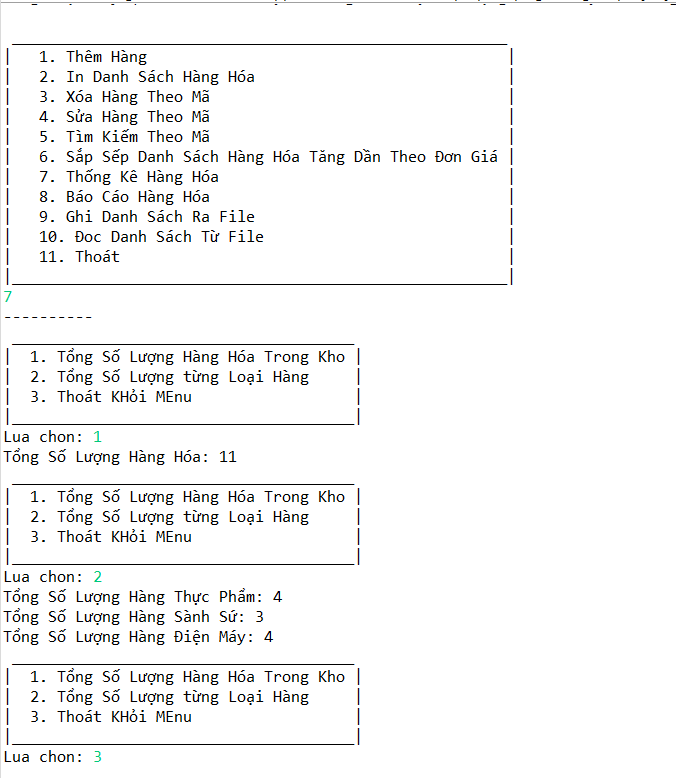 1. Thêm Hàng
2. In Danh Sách Hàng Hóa
3. Xóa Hàng Theo Mã
4. Sửa Hàng Theo Mã
5. Tìm Kiếm Theo Mã
6. Sắp Sếp Danh Sách Hàng Hóa Tăng Dần Theo Đơn Giá
7. Thống Kê Hàng Hóa
8. Báo Cáo Hàng Hóa
9. Ghi Danh Sách Ra File
10. Đoc Danh Sách Từ File
11. Thoát
7
----------
1. Tổng Số Lượng Hàng Hóa Trong Kho
2. Tổng Số Lượng từng Loại Hàng
3. Thoát KHỏi MEnu
Lua chon: 1
Tổng Số Lượng Hàng Hóa: 11
1. Tổng Số Lượng Hàng Hóa Trong Kho
2. Tổng Số Lượng từng Loại Hàng
3. Thoát KHỏi MEnu
Lua chon: 2
Tổng Số Lượng Hàng Thực Phẩm: 4
Tổng Số Lượng Hàng Sành Sứ: 3
Tổng Số Lượng Hàng Điện Máy: 4
1. Tổng Số Lượng Hàng Hóa Trong Kho
2. Tổng Số Lượng từng Loại Hàng
3. Thoát KHỏi MEnu
Lua chon: 3